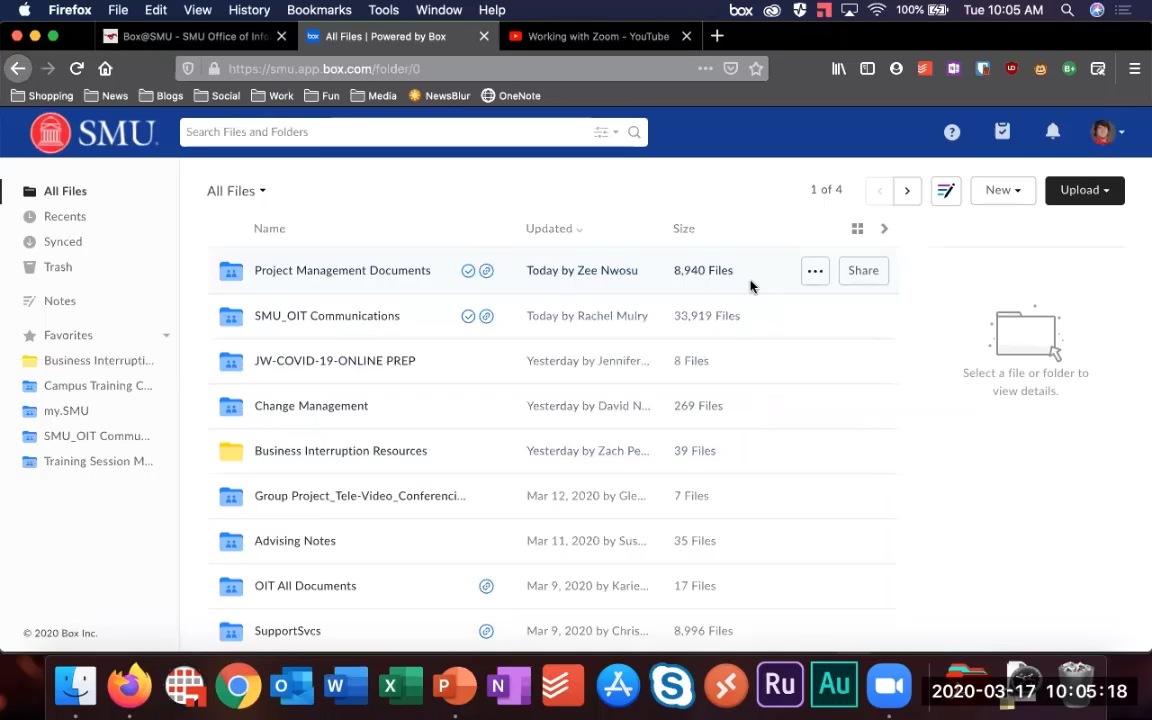 Firefox File Edit View History Bookmarks Tools Window Help box 100% Tue 10:05 AM
Box@SMU - SMU Office of Info All Files | Powered by Box Working with Zoom - YouTube
https://smu.app.box.com/folder/0
Shopping News Blogs Social Work Fun Media NewsBlur OneNote
SMU Search Files and Folders
All Files
Recents
Synced
Trash
Notes
Favorites
Business Interrupti...
Campus Training C...
my.SMU
SMU_OIT Commu...
Training Session M...
© 2020 Box Inc.
All Files 1 of 4 New Upload
Name Updated Size
Project Management Documents Today by Zee Nwosu 8,940 Files Share
SMU_OIT Communications Today by Rachel Mulry 33,919 Files
JW-COVID-19-ONLINE PREP Yesterday by Jennifer... 8 Files
Change Management Yesterday by David N... 269 Files
Business Interruption Resources Yesterday by Zach Pe... 39 Files
Group Project_Tele-Video_Conferenci... Mar 12, 2020 by Gle... 7 Files
Advising Notes Mar 11, 2020 by Sus... 35 Files
OIT All Documents Mar 9, 2020 by Karie... 17 Files
SupportSvcs Mar 9, 2020 by Chris... 8,996 Files
Select a file or folder to
view details.
Ru Au
2020-03-17 10:05:18